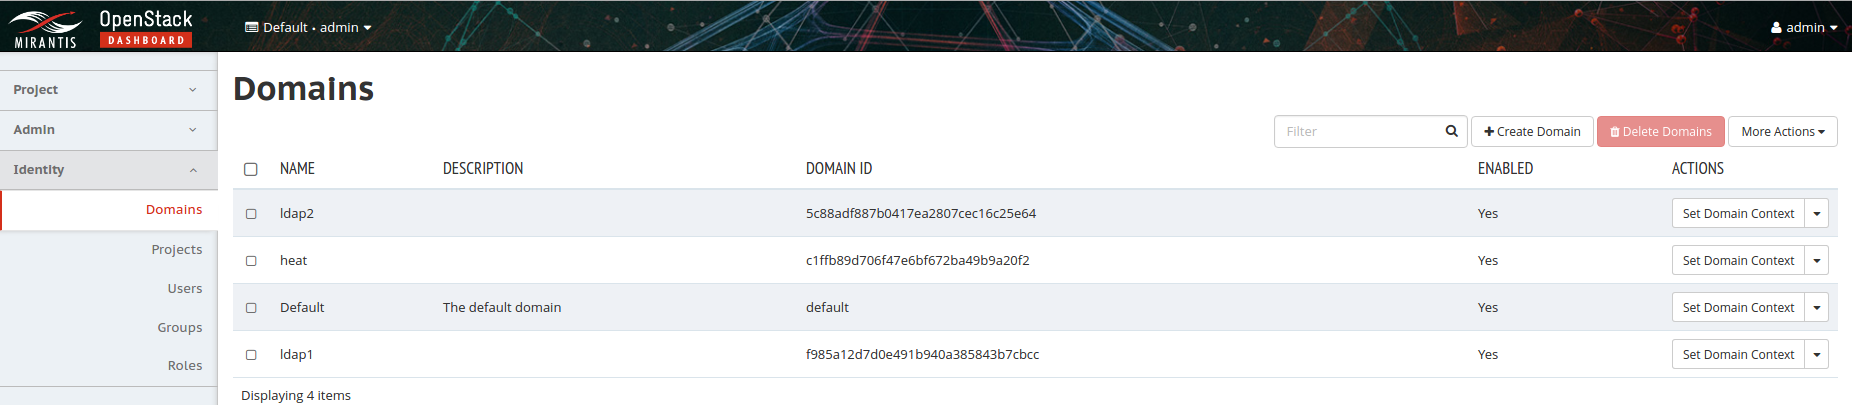 MIRANTIS
OpenStack
DASHBOARD
Default • admin
admin
Project
Admin
Identity
Domains
Projects
Users
Groups
Roles
Domains
Filter
Create Domain
Delete Domains
More Actions
NAME DESCRIPTION DOMAIN ID ENABLED ACTIONS
ldap2 5c88adf887b0417ea2807cec16c25e64 Yes Set Domain Context
heat c1ffb89d706f47e6bf672ba49b9a20f2 Yes Set Domain Context
Default The default domain default Yes Set Domain Context
ldap1 f985a12d7d0e491b940a385843b7cbcc Yes Set Domain Context
Displaying 4 items